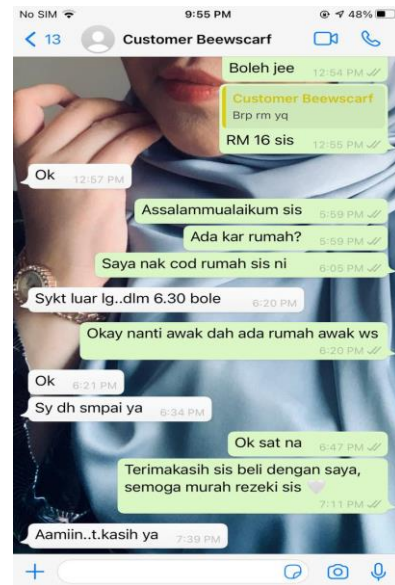 No SIM
9:55 PM
48%
13
Customer Beewscarf
Boleh jee
12:54 PM
Customer Beewscarf
Brp rm yq
RM 16 sis
12:55 PM
Ok
12:57 PM
Assalammualaikum sis
5:59 PM
Ada kar rumah?
5:59 PM
Saya nak cod rumah sis ni
6:05 PM
Sykt luar lg..dlm 6.30 bole
6:20 PM
Okay nanti awak dah ada rumah awak ws
6:20 PM
Ok
6:21 PM
Sy dh smpai ya
6:34 PM
Ok sat na
6:47 PM
Terimakasih sis beli dengan saya,
semoga murah rezeki sis 🤍
7:11 PM
Aamiin..t.kasih ya
7:39 PM